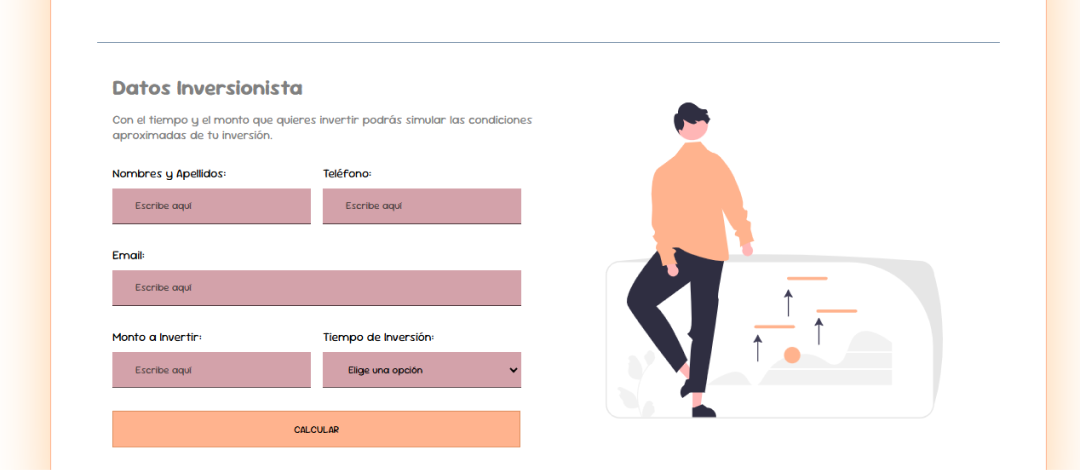 Datos Inversionista
Con el tiempo y el monto que quieres invertir podrás simular las condiciones
aproximadas de tu inversión.
Nombres y Apellidos:
Teléfono:
Escribe aquí
Escribe aquí
Email:
Escribe aquí
Monto a Invertir:
Tiempo de Inversión:
Escribe aquí
Elige una opción
CALCULAR